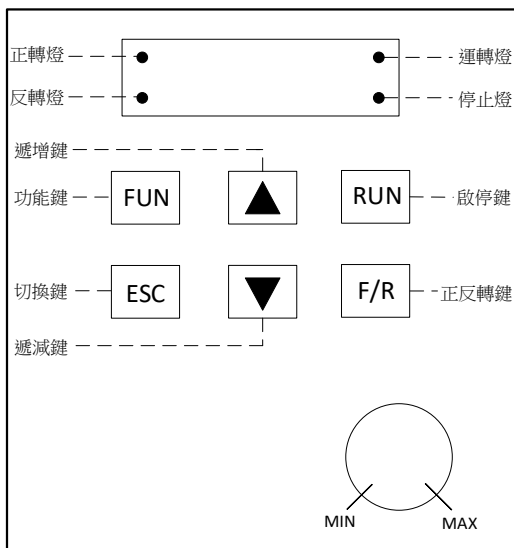 正轉燈
運轉燈
反轉燈
停止燈
遞增鍵
功能鍵
FUN
RUN
啟停鍵
切換鍵
ESC
F/R
正反轉鍵
遞減鍵
MIN
MAX